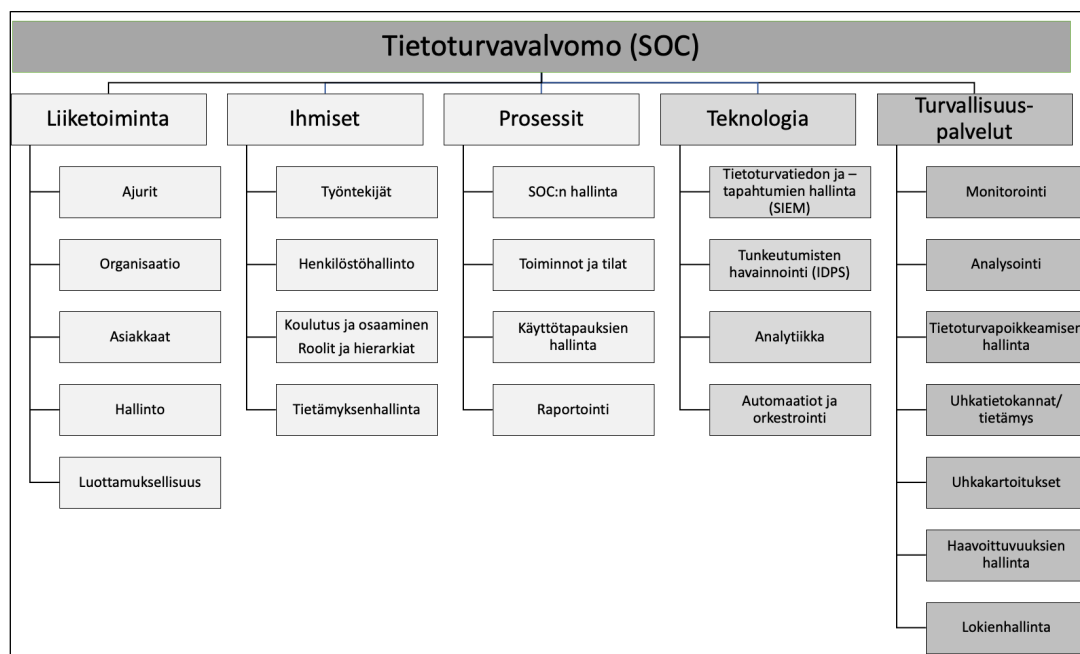 Tietoturvavalvomo (SOC)
Liiketoiminta
Ajurit
Organisaatio
Asiakkaat
Hallinto
Luottamuksellisuus
Ihmiset
Työntekijät
Henkilöstöhallinto
Koulutus ja osaaminen
Roolit ja hierarkiat
Tietämyksenhallinta
Prosessit
SOC:n hallinta
Toiminnot ja tilat
Käyttötapauksien
hallinta
Raportointi
Teknologia
Tietoturvatiedon ja –
tapahtumien hallinta
(SIEM)
Tunkeutumisten
havainnointi (IDPS)
Analytiikka
Automaatiot ja
orkestrointi
Turvallisuus-
palvelut
Monitorointi
Analysointi
Tietoturvapoikkeamisen
hallinta
Uhkatietokannat/
tietämys
Uhkakartoitukset
Haavoittuvuuksien
hallinta
Lokienhallinta